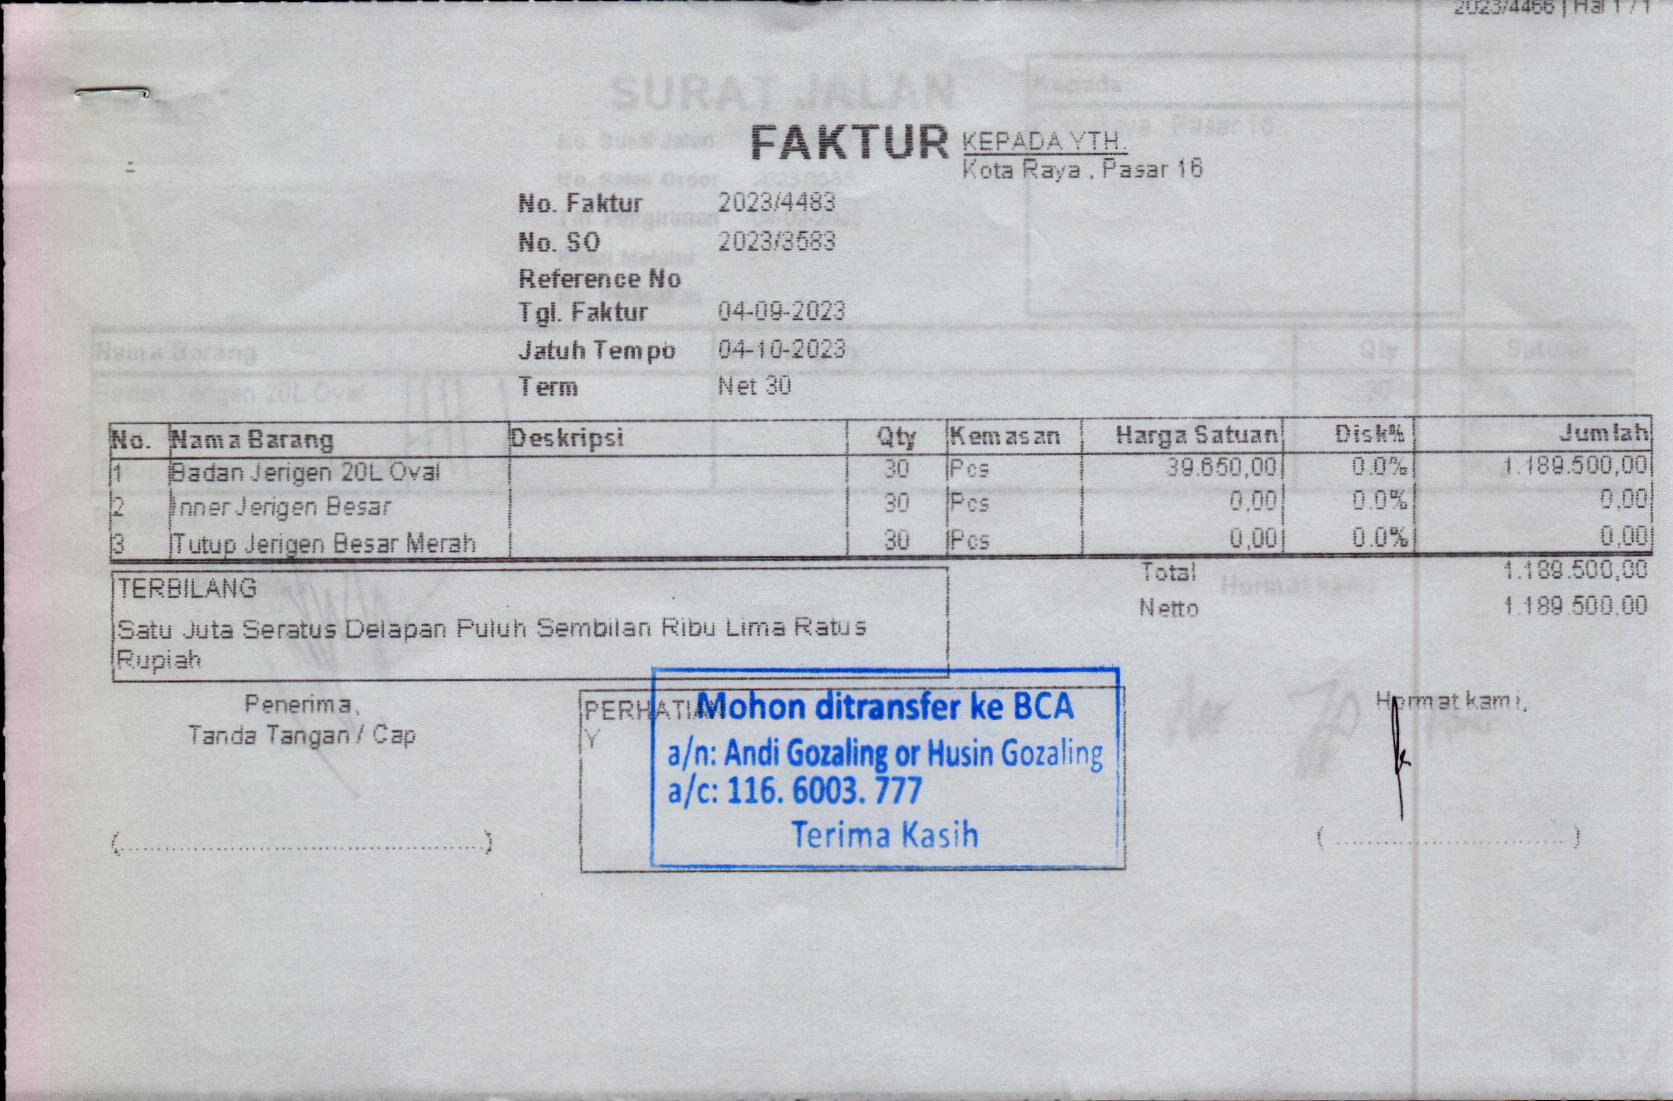 2023/4466 | Hal 1 / 1
SURAT JALAN
Kepada
FAKTUR KEPADA YTH.
Kota Raya , Pasar 16
No. Faktur 2023/4483
No. SO 2023/3583
Reference No
Tgl. Faktur 04-09-2023
Jatuh Tempo 04-10-2023
Term Net 30
No. Nama Barang Deskripsi Qty Kemasan Harga Satuan Disk% Jumlah
1 Badan Jerigen 20L Oval 30 Pcs 39.650,00 0.0% 1.189.500,00
2 Inner Jerigen Besar 30 Pcs 0,00 0.0% 0,00
3 Tutup Jerigen Besar Merah 30 Pcs 0,00 0.0% 0,00
Total 1.189.500,00
Netto 1.189.500,00
TERBILANG
Satu Juta Seratus Delapan Puluh Sembilan Ribu Lima Ratus
Rupiah
Penerima,
Tanda Tangan / Cap
PERHATIAN
Y
Mohon ditransfer ke BCA
a/n: Andi Gozaling or Husin Gozaling
a/c: 116. 6003. 777
Terima Kasih
Hormat kami,